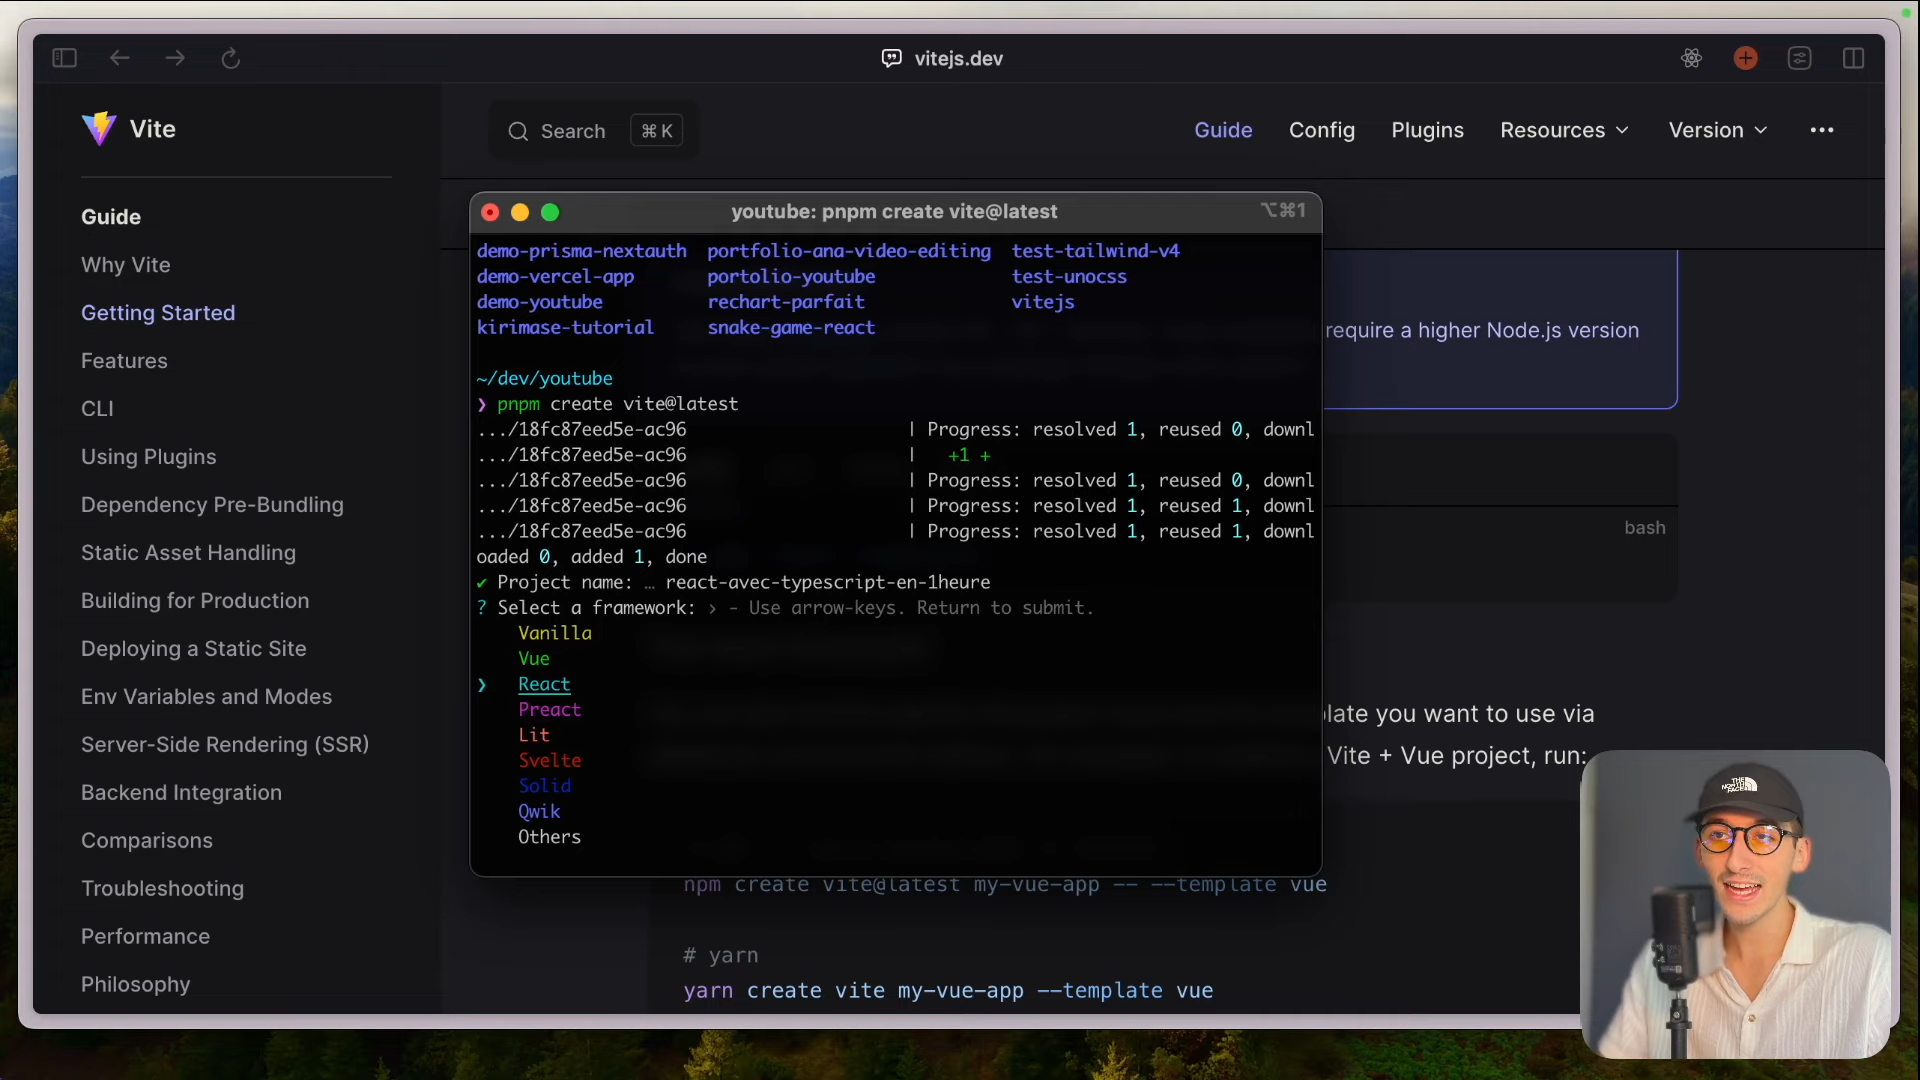 vitejs.dev
Vite
Search ⌘ K
Guide Config Plugins Resources Version
Guide
Why Vite
Getting Started
Features
CLI
Using Plugins
Dependency Pre-Bundling
Static Asset Handling
Building for Production
Deploying a Static Site
Env Variables and Modes
Server-Side Rendering (SSR)
Backend Integration
Comparisons
Troubleshooting
Performance
Philosophy
youtube: pnpm create vite@latest ⌥⌘1
demo-prisma-nextauth portfolio-ana-video-editing test-tailwind-v4
demo-vercel-app portolio-youtube test-unocss
demo-youtube rechart-parfait vitejs
kirimase-tutorial snake-game-react
~/dev/youtube
❯ pnpm create vite@latest
.../18fc87eed5e-ac96 | Progress: resolved 1, reused 0, downl
.../18fc87eed5e-ac96 | +1 +
.../18fc87eed5e-ac96 | Progress: resolved 1, reused 0, downl
.../18fc87eed5e-ac96 | Progress: resolved 1, reused 1, downl
.../18fc87eed5e-ac96 | Progress: resolved 1, reused 1, downl
oaded 0, added 1, done
✔ Project name: … react-avec-typescript-en-1heure
? Select a framework: › - Use arrow-keys. Return to submit.
Vanilla
Vue
❯ React
Preact
Lit
Svelte
Solid
Qwik
Others
require a higher Node.js version
bash
plate you want to use via
Vite + Vue project, run:
npm create vite@latest my-vue-app -- --template vue
# yarn
yarn create vite my-vue-app --template vue
THE NORTH FACE